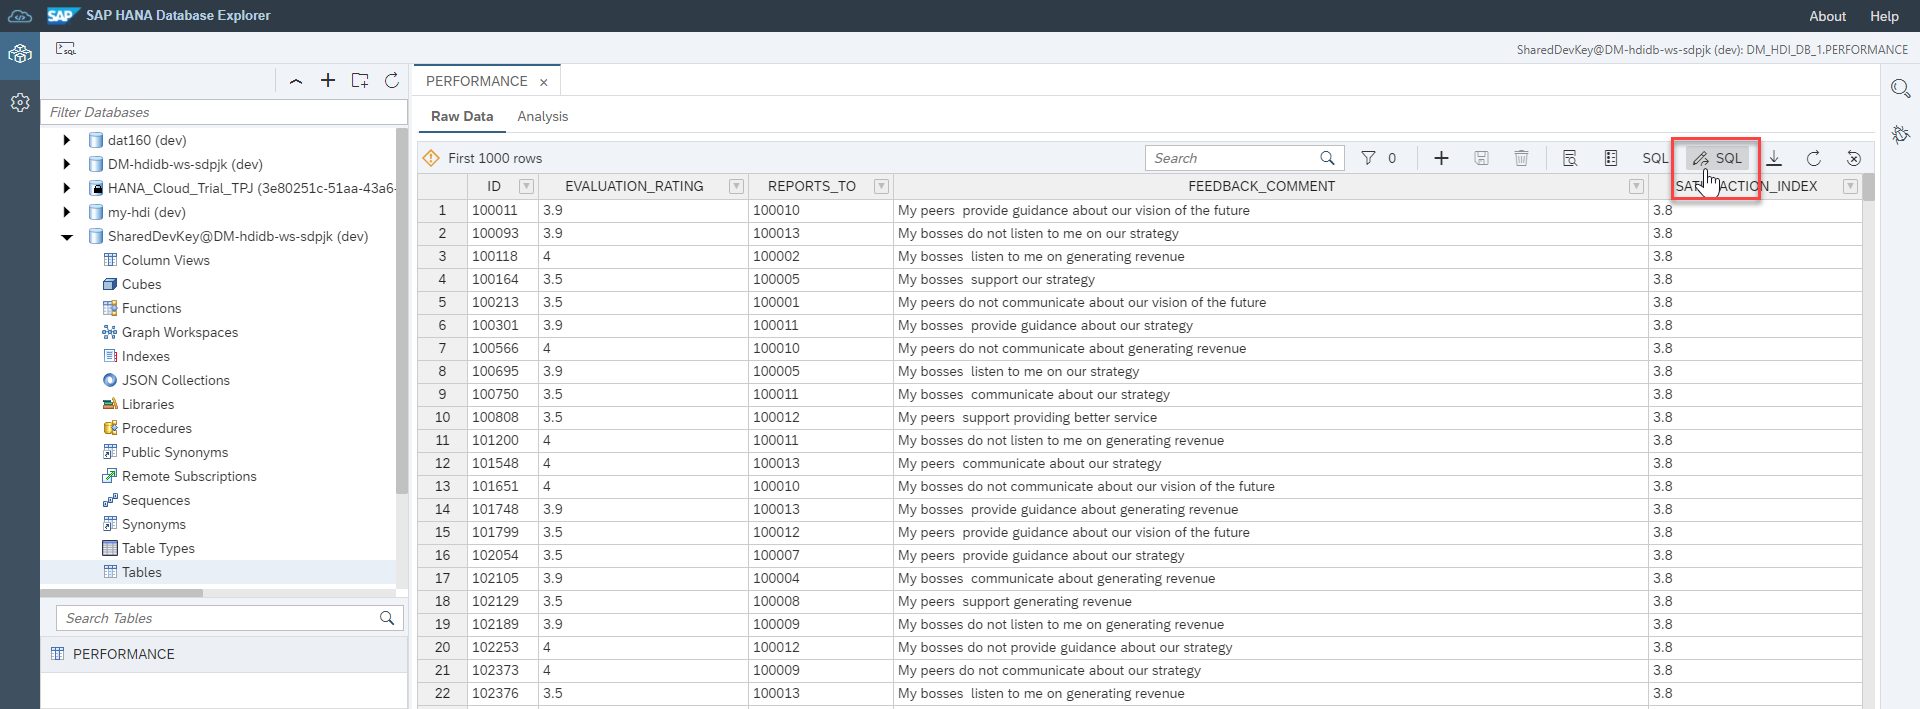 SAP SAP HANA Database Explorer
About Help
SQL
SharedDevKey@DM-hdidb-ws-sdpjk (dev): DM_HDI_DB_1.PERFORMANCE
Filter Databases
dat160 (dev)
DM-hdidb-ws-sdpjk (dev)
HANA_Cloud_Trial_TPJ (3e80251c-51aa-43a6-
my-hdi (dev)
SharedDevKey@DM-hdidb-ws-sdpjk (dev)
Column Views
Cubes
Functions
Graph Workspaces
Indexes
JSON Collections
Libraries
Procedures
Public Synonyms
Remote Subscriptions
Sequences
Synonyms
Table Types
Tables
Search Tables
PERFORMANCE
PERFORMANCE
Raw Data Analysis
First 1000 rows Search 0 SQL SQL
ID EVALUATION_RATING REPORTS_TO FEEDBACK_COMMENT
1 100011 3.9 100010 My peers provide guidance about our vision of the future 3.8
2 100093 3.9 100013 My bosses do not listen to me on our strategy 3.8
3 100118 4 100002 My bosses listen to me on generating revenue 3.8
4 100164 3.5 100005 My bosses support our strategy 3.8
5 100213 3.5 100001 My peers do not communicate about our vision of the future 3.8
6 100301 3.9 100011 My bosses provide guidance about our strategy 3.8
7 100566 4 100010 My peers do not communicate about generating revenue 3.8
8 100695 3.9 100005 My bosses listen to me on our strategy 3.8
9 100750 3.5 100011 My bosses communicate about our strategy 3.8
10 100808 3.5 100012 My peers support providing better service 3.8
11 101200 4 100011 My bosses do not listen to me on generating revenue 3.8
12 101548 4 100013 My peers communicate about our strategy 3.8
13 101651 4 100010 My bosses do not communicate about our vision of the future 3.8
14 101748 3.9 100013 My bosses provide guidance about generating revenue 3.8
15 101799 3.5 100012 My peers provide guidance about our vision of the future 3.8
16 102054 3.5 100007 My peers provide guidance about our strategy 3.8
17 102105 3.9 100004 My bosses communicate about generating revenue 3.8
18 102129 3.5 100008 My peers support generating revenue 3.8
19 102189 3.9 100009 My bosses do not listen to me on generating revenue 3.8
20 102253 4 100012 My bosses do not provide guidance about our strategy 3.8
21 102373 4 100009 My peers do not communicate about our strategy 3.8
22 102376 3.5 100013 My bosses listen to me on generating revenue 3.8